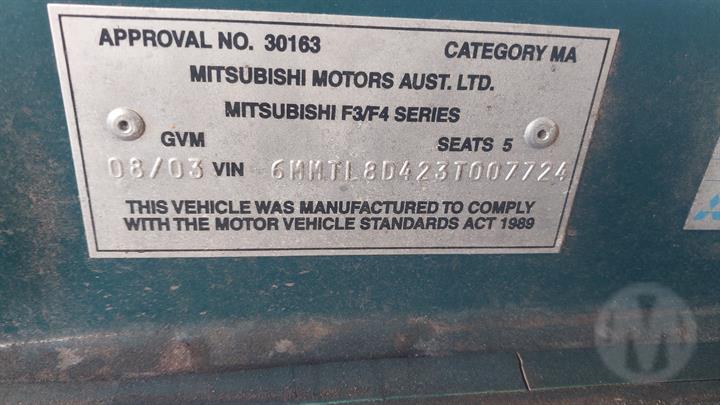 APPROVAL NO. 30163 CATEGORY MA
MITSUBISHI MOTORS AUST. LTD.
MITSUBISHI F3/F4 SERIES
GVM SEATS 5
08/03 VIN 6MMTL8D423T007724
THIS VEHICLE WAS MANUFACTURED TO COMPLY
WITH THE MOTOR VEHICLE STANDARDS ACT 1989